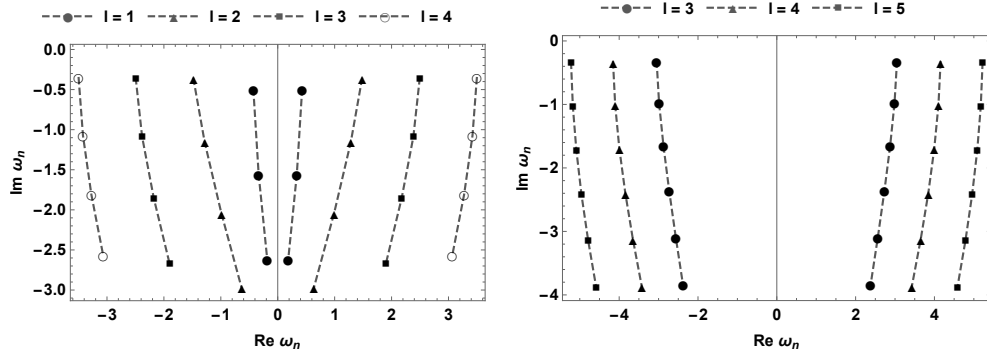 l = 1 l = 2 l = 3 l = 4
0.0
−0.5
−1.0
−1.5
−2.0
−2.5
−3.0
Im ωn
−3 −2 −1 0 1 2 3
Re ωn
l = 3 l = 4 l = 5
0
−1
−2
−3
−4
Im ωn
−4 −2 0 2 4
Re ωn